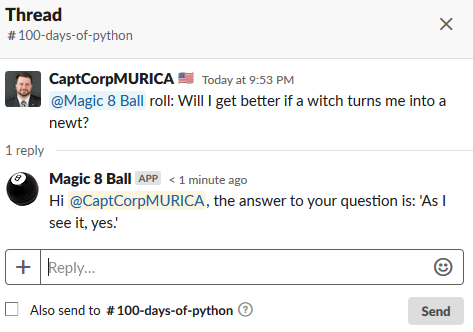 Thread
#100-days-of-python
CaptCorpMURICA 🇺🇸 Today at 9:53 PM
@Magic 8 Ball roll: Will I get better if a witch turns me into a
newt?
1 reply
8
Magic 8 Ball APP < 1 minute ago
Hi @CaptCorpMURICA, the answer to your question is: 'As I
see it, yes.'
Reply...
Also send to #100-days-of-python ?
Send